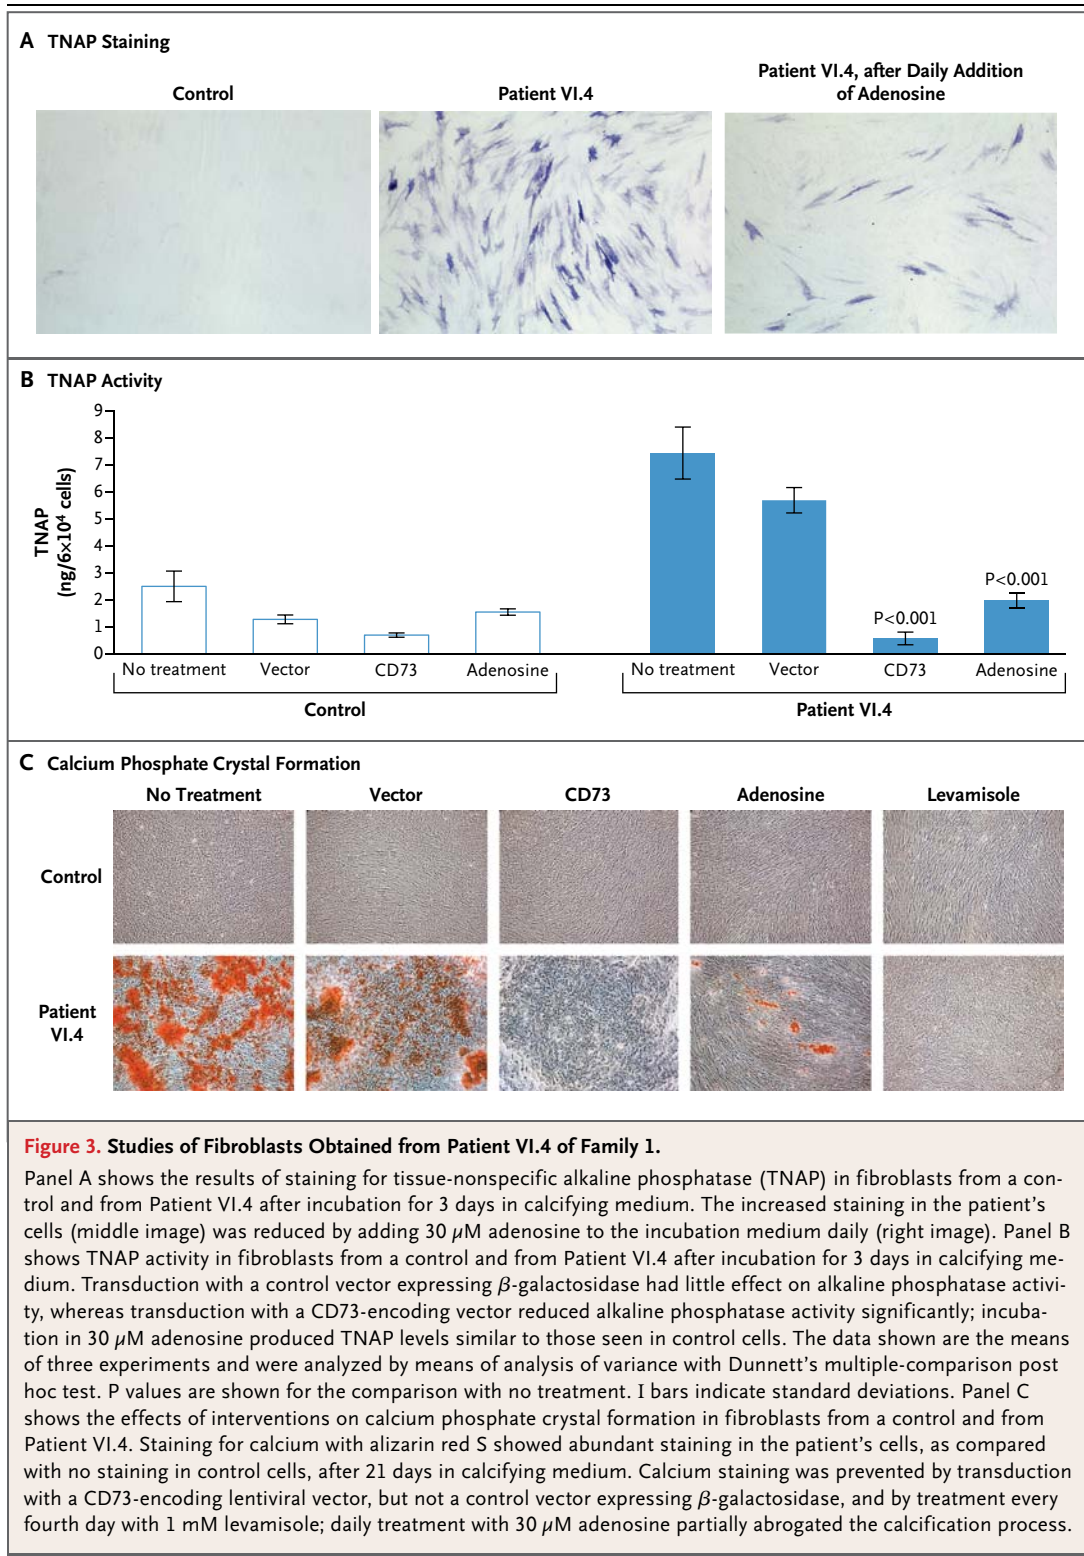 A TNAP Staining
Control
Patient VI.4
Patient VI.4, after Daily Addition
of Adenosine
B TNAP Activity
TNAP
(ng/6×10⁴ cells)
9
8
7
6
5
4
3
2
1
0
P<0.001
P<0.001
No treatment
Vector
CD73
Adenosine
No treatment
Vector
CD73
Adenosine
Control
Patient VI.4
C Calcium Phosphate Crystal Formation
No Treatment
Vector
CD73
Adenosine
Levamisole
Control
Patient
VI.4
Figure 3. Studies of Fibroblasts Obtained from Patient VI.4 of Family 1.
Panel A shows the results of staining for tissue-nonspecific alkaline phosphatase (TNAP) in fibroblasts from a con-
trol and from Patient VI.4 after incubation for 3 days in calcifying medium. The increased staining in the patient's
cells (middle image) was reduced by adding 30 μM adenosine to the incubation medium daily (right image). Panel B
shows TNAP activity in fibroblasts from a control and from Patient VI.4 after incubation for 3 days in calcifying me-
dium. Transduction with a control vector expressing β-galactosidase had little effect on alkaline phosphatase activi-
ty, whereas transduction with a CD73-encoding vector reduced alkaline phosphatase activity significantly; incuba-
tion in 30 μM adenosine produced TNAP levels similar to those seen in control cells. The data shown are the means
of three experiments and were analyzed by means of analysis of variance with Dunnett's multiple-comparison post
hoc test. P values are shown for the comparison with no treatment. I bars indicate standard deviations. Panel C
shows the effects of interventions on calcium phosphate crystal formation in fibroblasts from a control and from
Patient VI.4. Staining for calcium with alizarin red S showed abundant staining in the patient's cells, as compared
with no staining in control cells, after 21 days in calcifying medium. Calcium staining was prevented by transduction
with a CD73-encoding lentiviral vector, but not a control vector expressing β-galactosidase, and by treatment every
fourth day with 1 mM levamisole; daily treatment with 30 μM adenosine partially abrogated the calcification process.